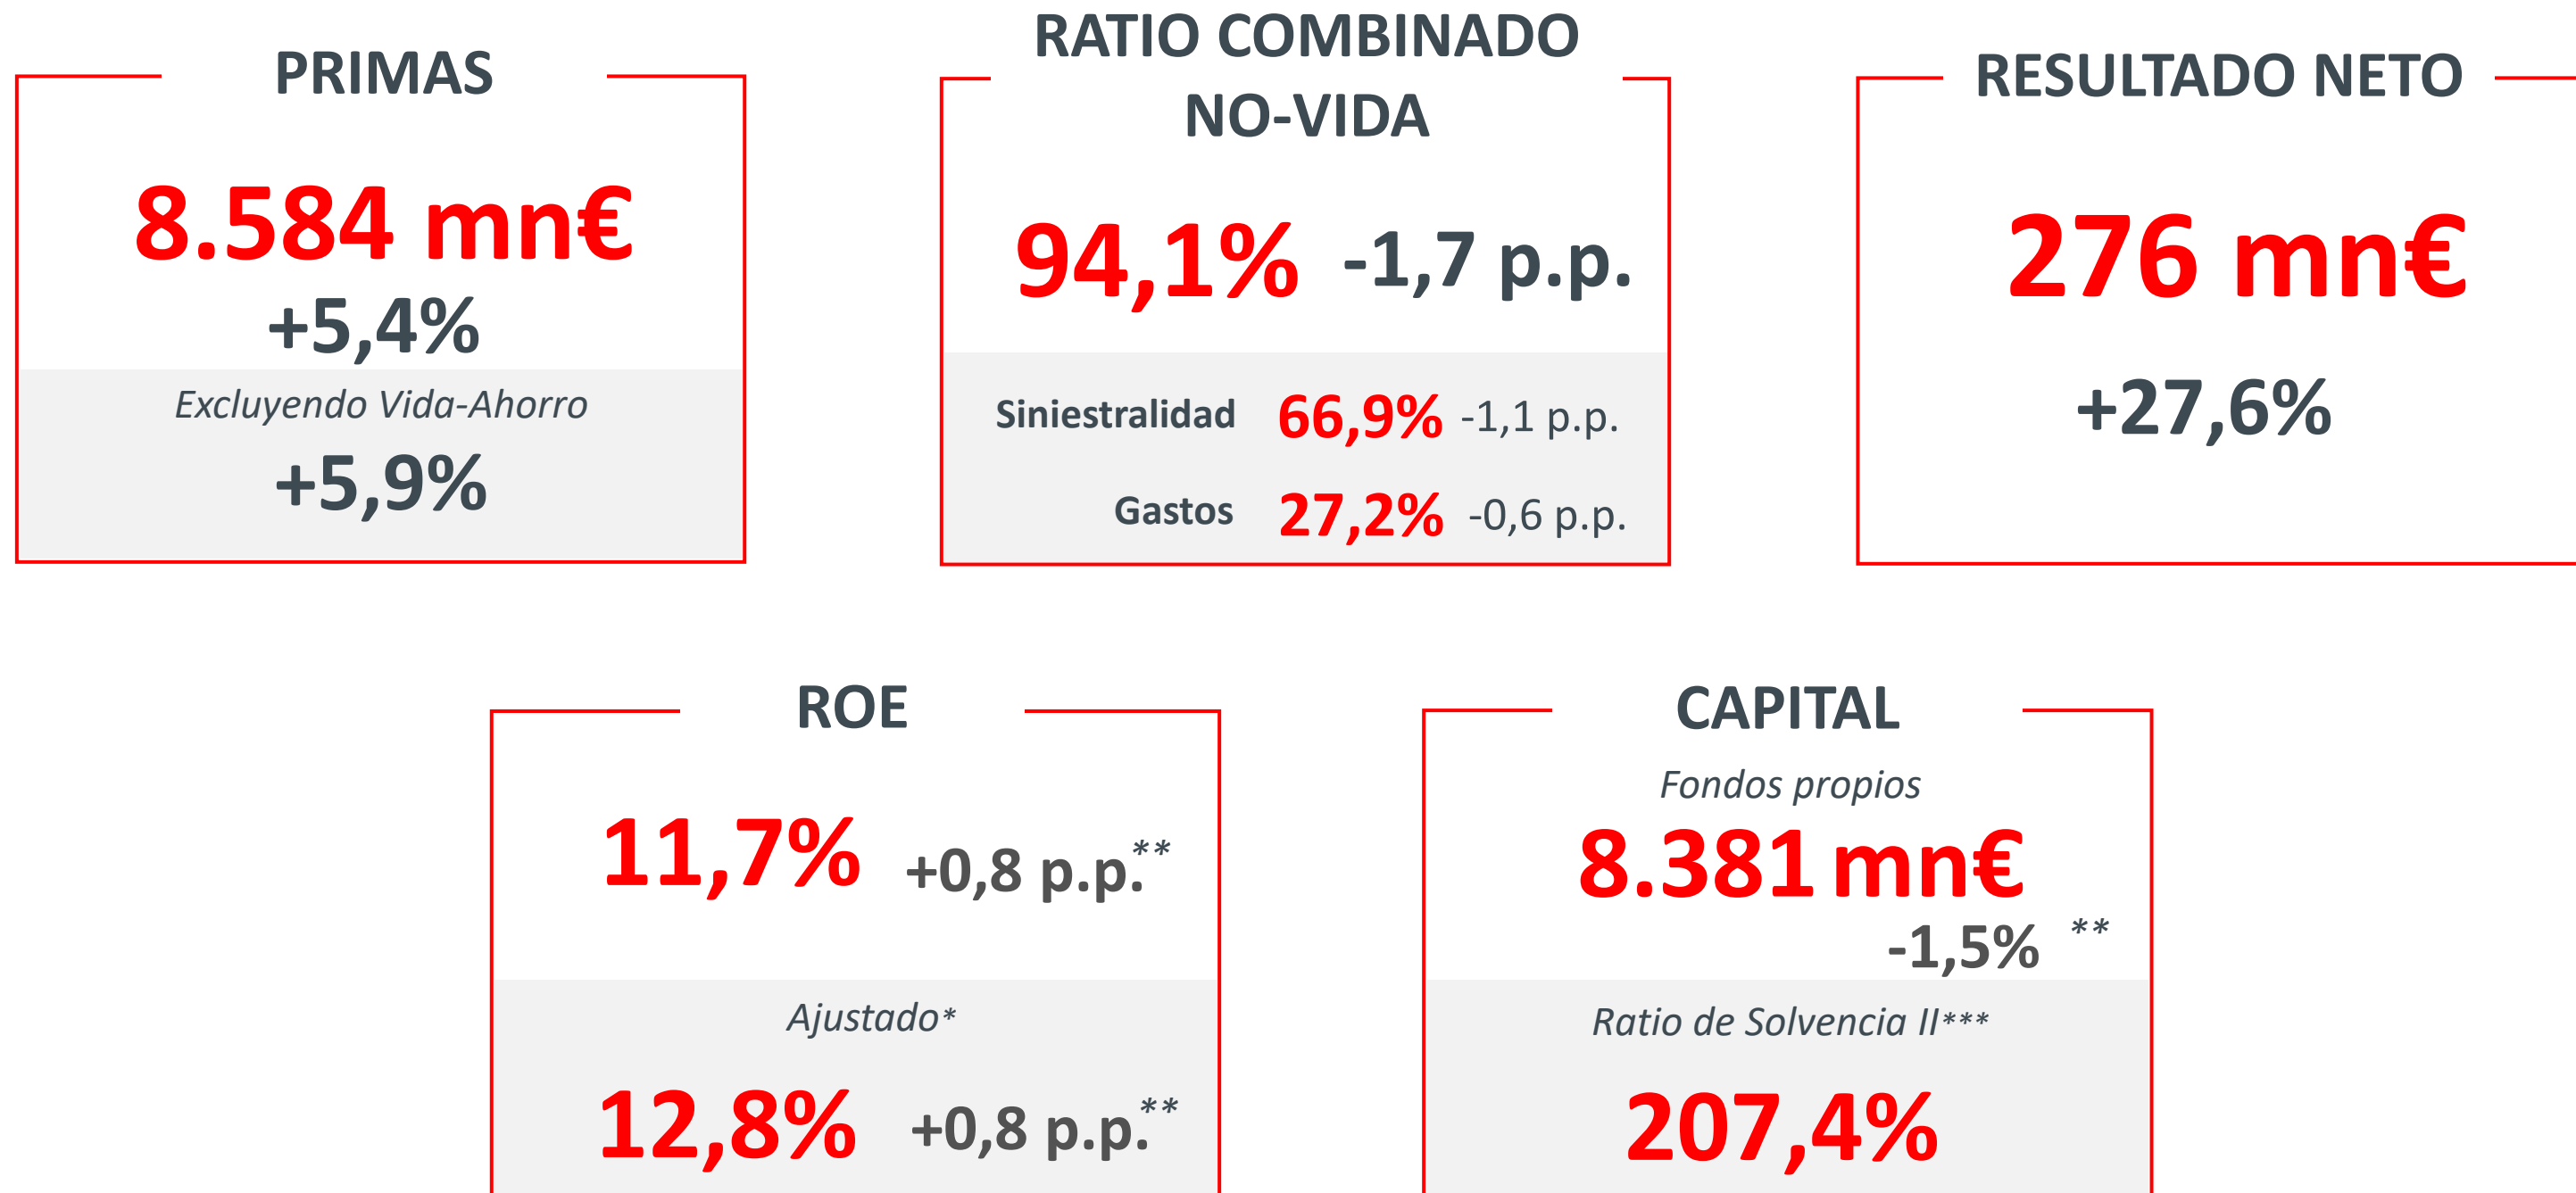 PRIMAS
8.584 mn€
+5,4%
Excluyendo Vida-Ahorro
+5,9%
RATIO COMBINADO
NO-VIDA
94,1% -1,7 p.p.
Siniestralidad 66,9% -1,1 p.p.
Gastos 27,2% -0,6 p.p.
RESULTADO NETO
276 mn€
+27,6%
ROE
11,7% +0,8 p.p.**
Ajustado*
12,8% +0,8 p.p.**
CAPITAL
Fondos propios
8.381 mn€
-1,5% **
Ratio de Solvencia II***
207,4%